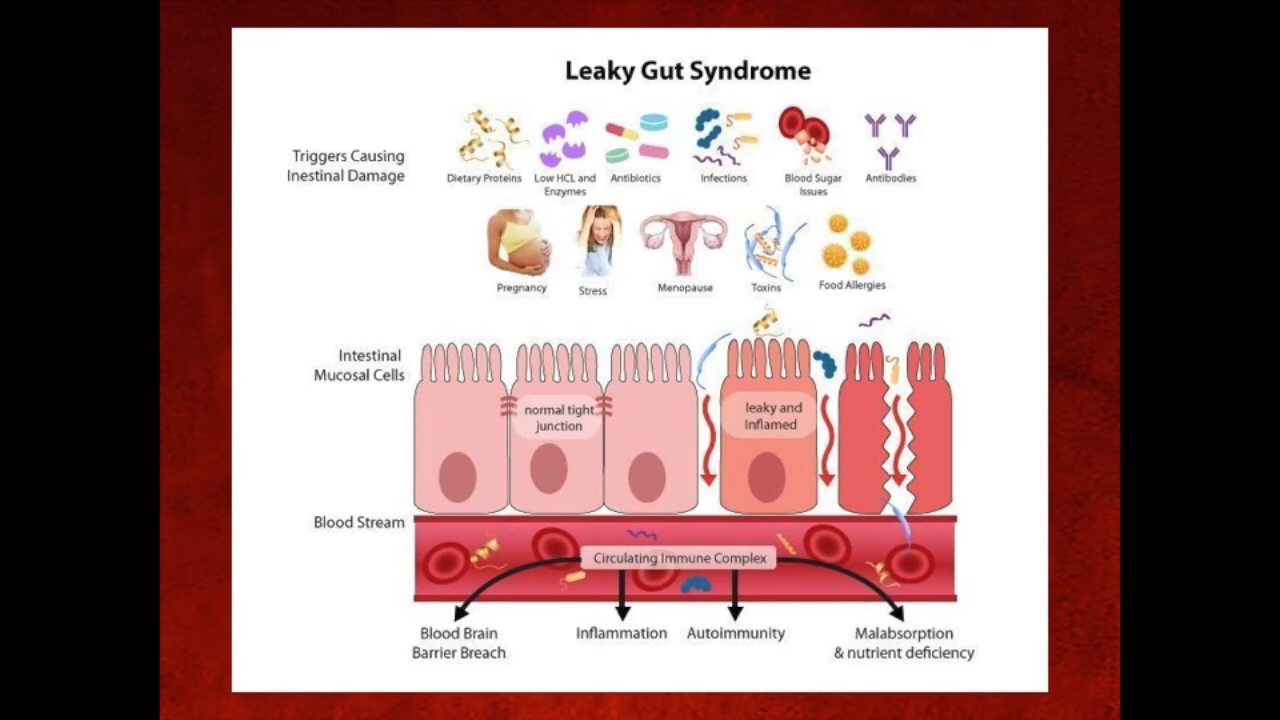 Leaky Gut Syndrome
Triggers Causing
Inestinal Damage
Dietary Proteins
Low HCL and
Enzymes
Antibiotics
Infections
Blood Sugar
Issues
Antibodies
Pregnancy
Stress
Menopause
Toxins
Food Allergies
Intestinal
Mucosal Cells
normal tight
junction
leaky and
Inflamed
Blood Stream
Circulating Immune Complex
Blood Brain
Barrier Breach
Inflammation
Autoimmunity
Malabsorption
& nutrient deficiency